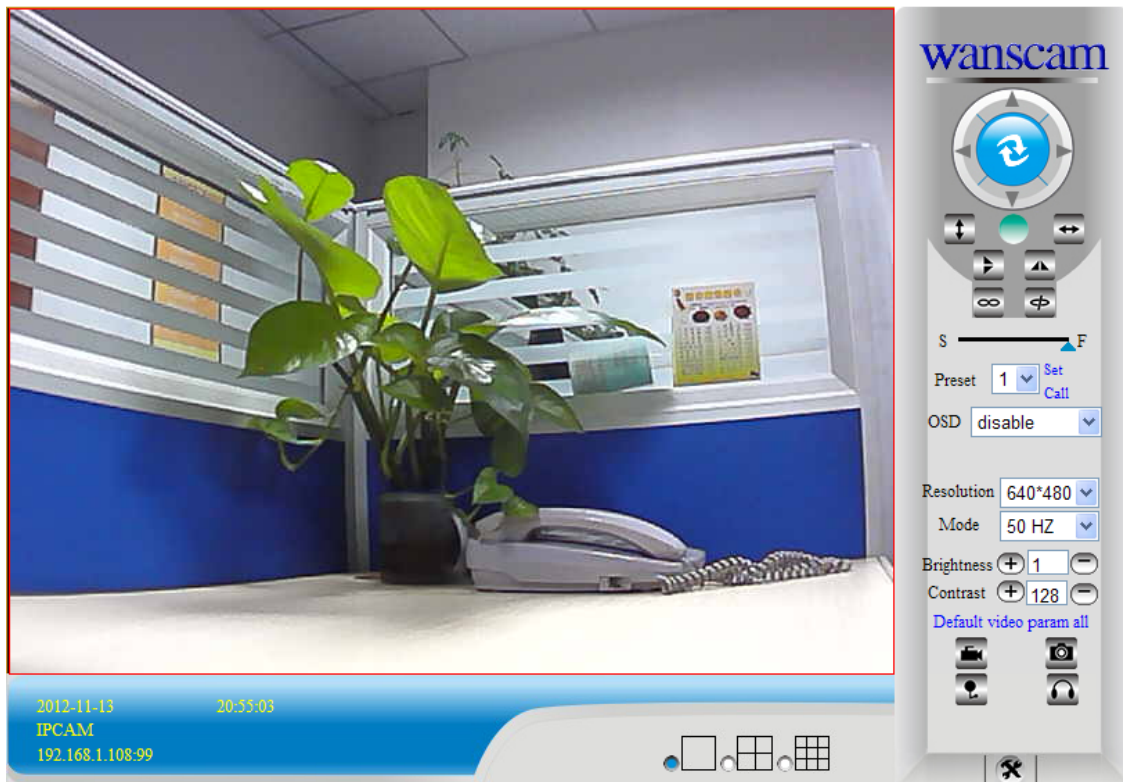 wanscam
S F
Preset 1 Set
Call
OSD disable
Resolution 640*480
Mode 50 HZ
Brightness + 1 −
Contrast + 128 −
Default video param all
2012-11-13 20:55:03
IPCAM
192.168.1.108:99